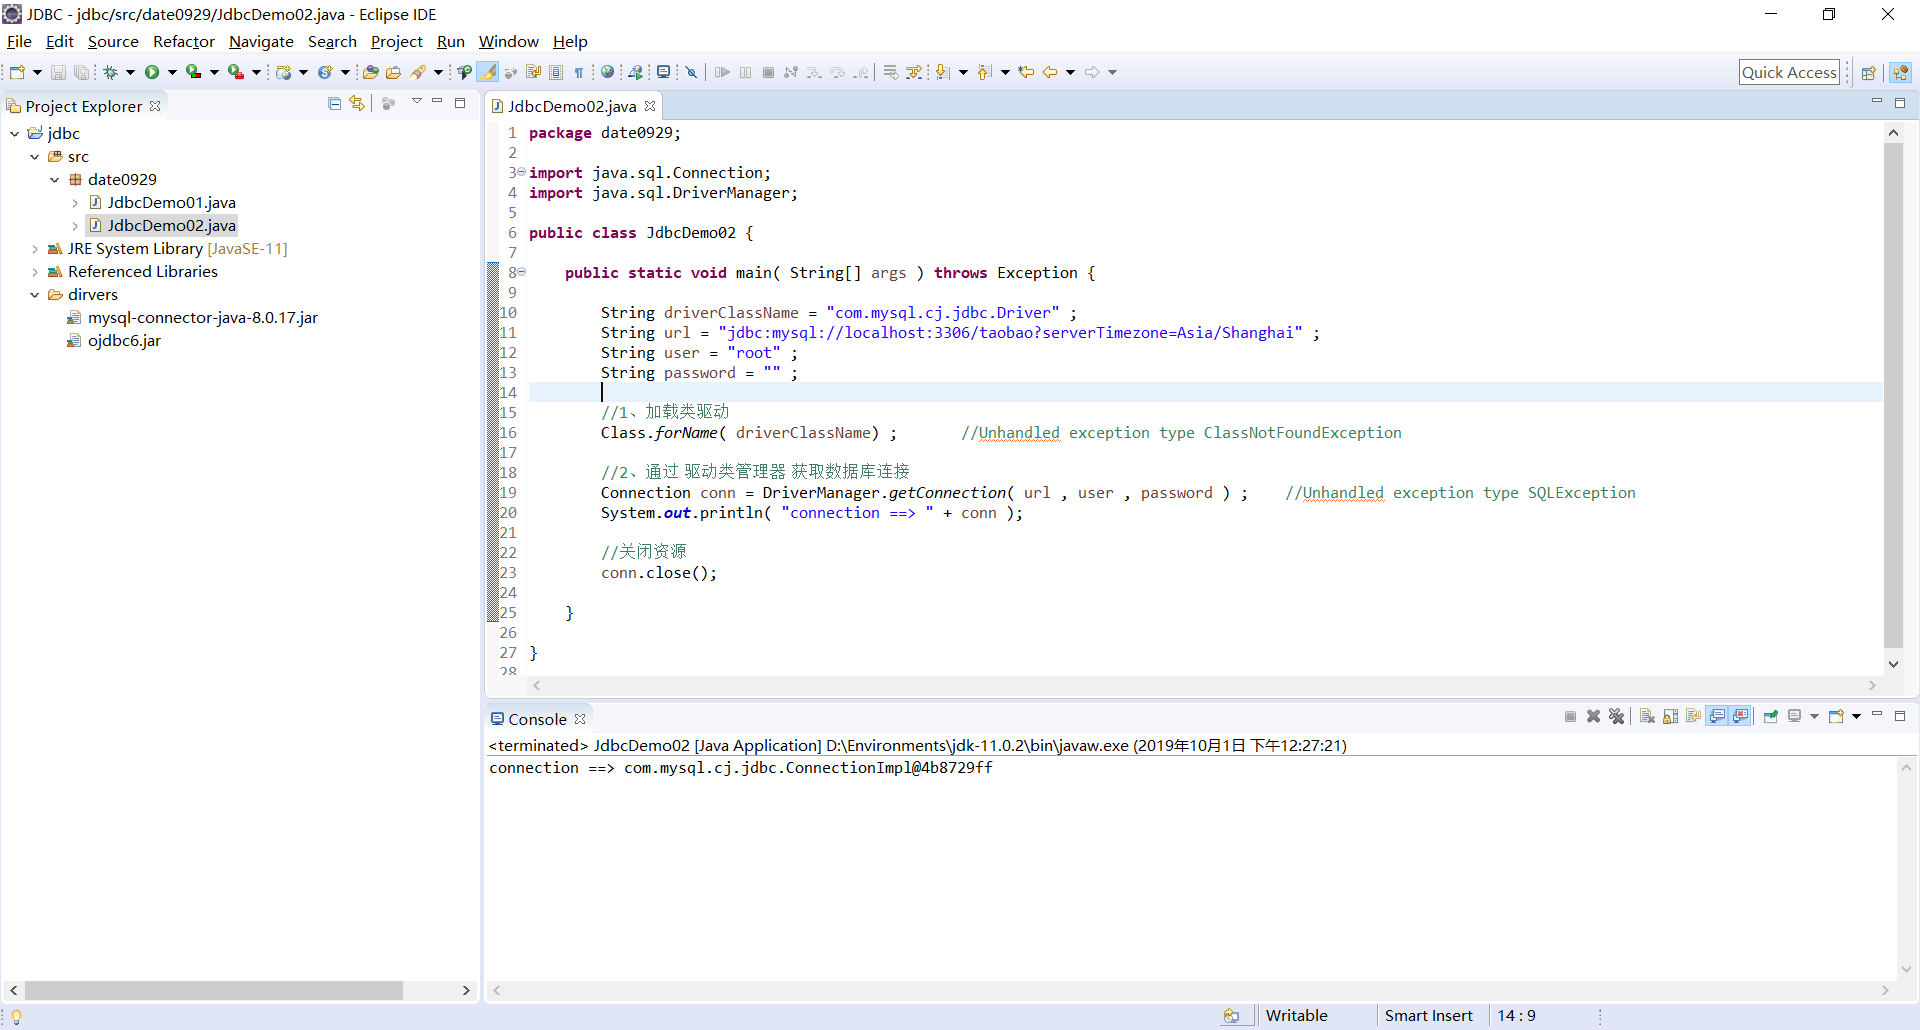 JDBC - jdbc/src/date0929/JdbcDemo02.java - Eclipse IDE
File Edit Source Refactor Navigate Search Project Run Window Help
Quick Access
Project Explorer
jdbc
src
date0929
JdbcDemo01.java
JdbcDemo02.java
JRE System Library [JavaSE-11]
Referenced Libraries
dirvers
mysql-connector-java-8.0.17.jar
ojdbc6.jar
JdbcDemo02.java
1 package date0929;
2
3 import java.sql.Connection;
4 import java.sql.DriverManager;
5
6 public class JdbcDemo02 {
7
8 public static void main( String[] args ) throws Exception {
9
10 String driverClassName = "com.mysql.cj.jdbc.Driver" ;
11 String url = "jdbc:mysql://localhost:3306/taobao?serverTimezone=Asia/Shanghai" ;
12 String user = "root" ;
13 String password = "" ;
14
15 //1、加载类驱动
16 Class.forName( driverClassName) ; //Unhandled exception type ClassNotFoundException
17
18 //2、通过 驱动类管理器 获取数据库连接
19 Connection conn = DriverManager.getConnection( url , user , password ) ; //Unhandled exception type SQLException
20 System.out.println( "connection ==> " + conn );
21
22 //关闭资源
23 conn.close();
24
25 }
26
27 }
28
Console
<terminated> JdbcDemo02 [Java Application] D:\Environments\jdk-11.0.2\bin\javaw.exe (2019年10月1日 下午12:27:21)
connection ==> com.mysql.cj.jdbc.ConnectionImpl@4b8729ff
Writable Smart Insert 14 : 9